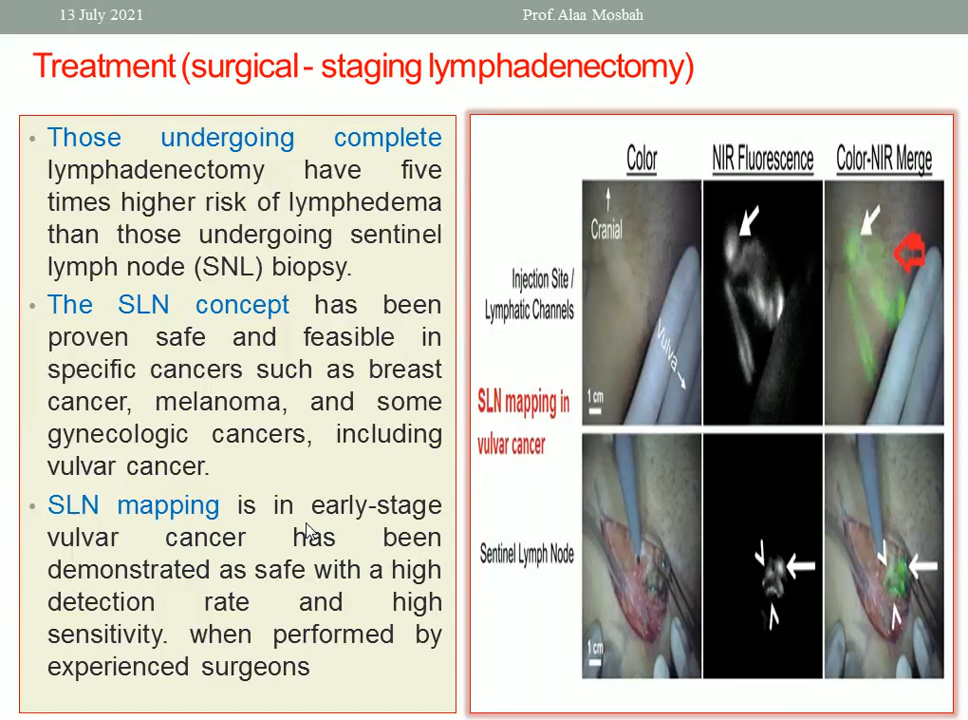 13 July 2021
Prof. Alaa Mosbah
Treatment (surgical - staging lymphadenectomy)
• Those undergoing complete
lymphadenectomy have five
times higher risk of lymphedema
than those undergoing sentinel
lymph node (SNL) biopsy.
• The SLN concept has been
proven safe and feasible in
specific cancers such as breast
cancer, melanoma, and some
gynecologic cancers, including
vulvar cancer.
• SLN mapping is in early-stage
vulvar cancer has been
demonstrated as safe with a high
detection rate and high
sensitivity. when performed by
experienced surgeons
Color
NIR Fluorescence
Color-NIR Merge
Cranial
Injection Site /
Lymphatic Channels
Vulva
1 cm
SLN mapping in
vulvar cancer
Sentinel Lymph Node
1 cm